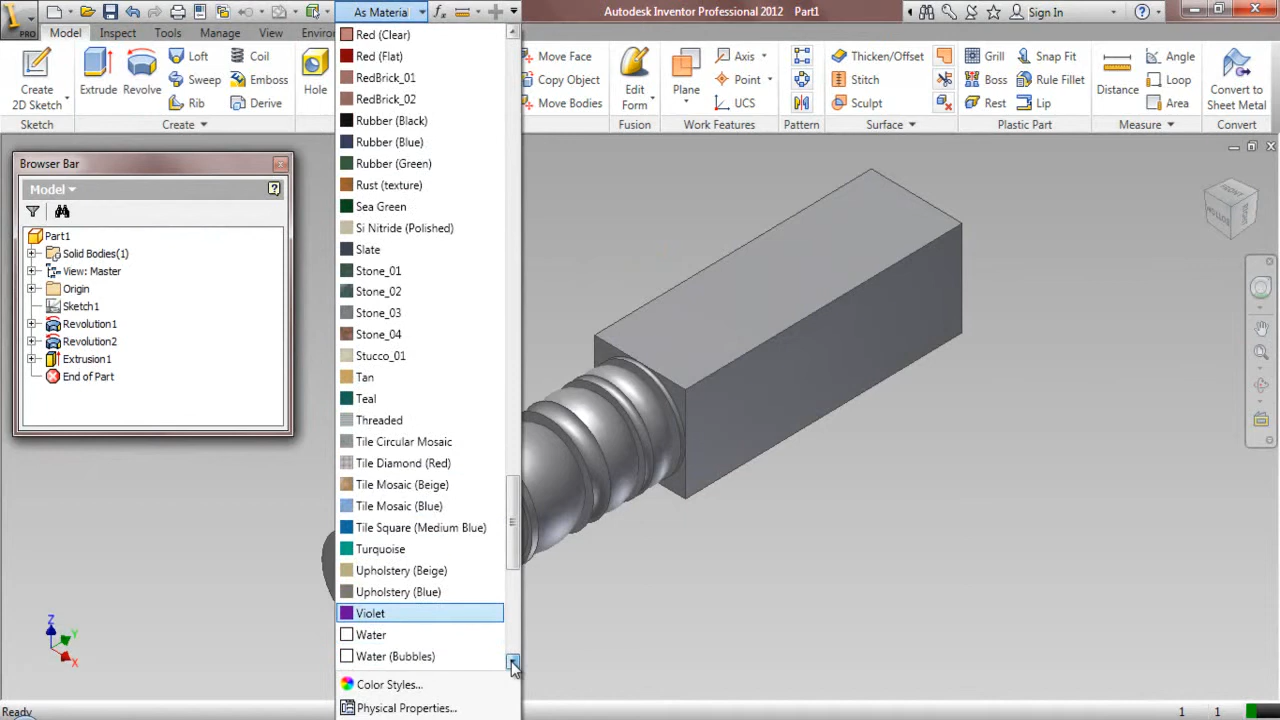 PRO
As Material
Autodesk Inventor Professional 2012 Part1
Sign In
Model
Inspect
Tools
Manage
View
Enviro
Create
2D Sketch
Extrude
Revolve
Loft
Sweep
Rib
Coil
Emboss
Derive
Hole
Move Face
Copy Object
Move Bodies
Edit
Form
Plane
Axis
Point
UCS
Thicken/Offset
Stitch
Sculpt
Grill
Boss
Rest
Snap Fit
Rule Fillet
Lip
Distance
Angle
Loop
Area
Convert to
Sheet Metal
Sketch
Create
Fusion
Work Features
Pattern
Surface
Plastic Part
Measure
Convert
Browser Bar
Model
Part1
Solid Bodies(1)
View: Master
Origin
Sketch1
Revolution1
Revolution2
Extrusion1
End of Part
Red (Clear)
Red (Flat)
RedBrick_01
RedBrick_02
Rubber (Black)
Rubber (Blue)
Rubber (Green)
Rust (texture)
Sea Green
Si Nitride (Polished)
Slate
Stone_01
Stone_02
Stone_03
Stone_04
Stucco_01
Tan
Teal
Threaded
Tile Circular Mosaic
Tile Diamond (Red)
Tile Mosaic (Beige)
Tile Mosaic (Blue)
Tile Square (Medium Blue)
Turquoise
Upholstery (Beige)
Upholstery (Blue)
Violet
Water
Water (Bubbles)
Color Styles...
Physical Properties...
Z
Y
X
Ready
1
1